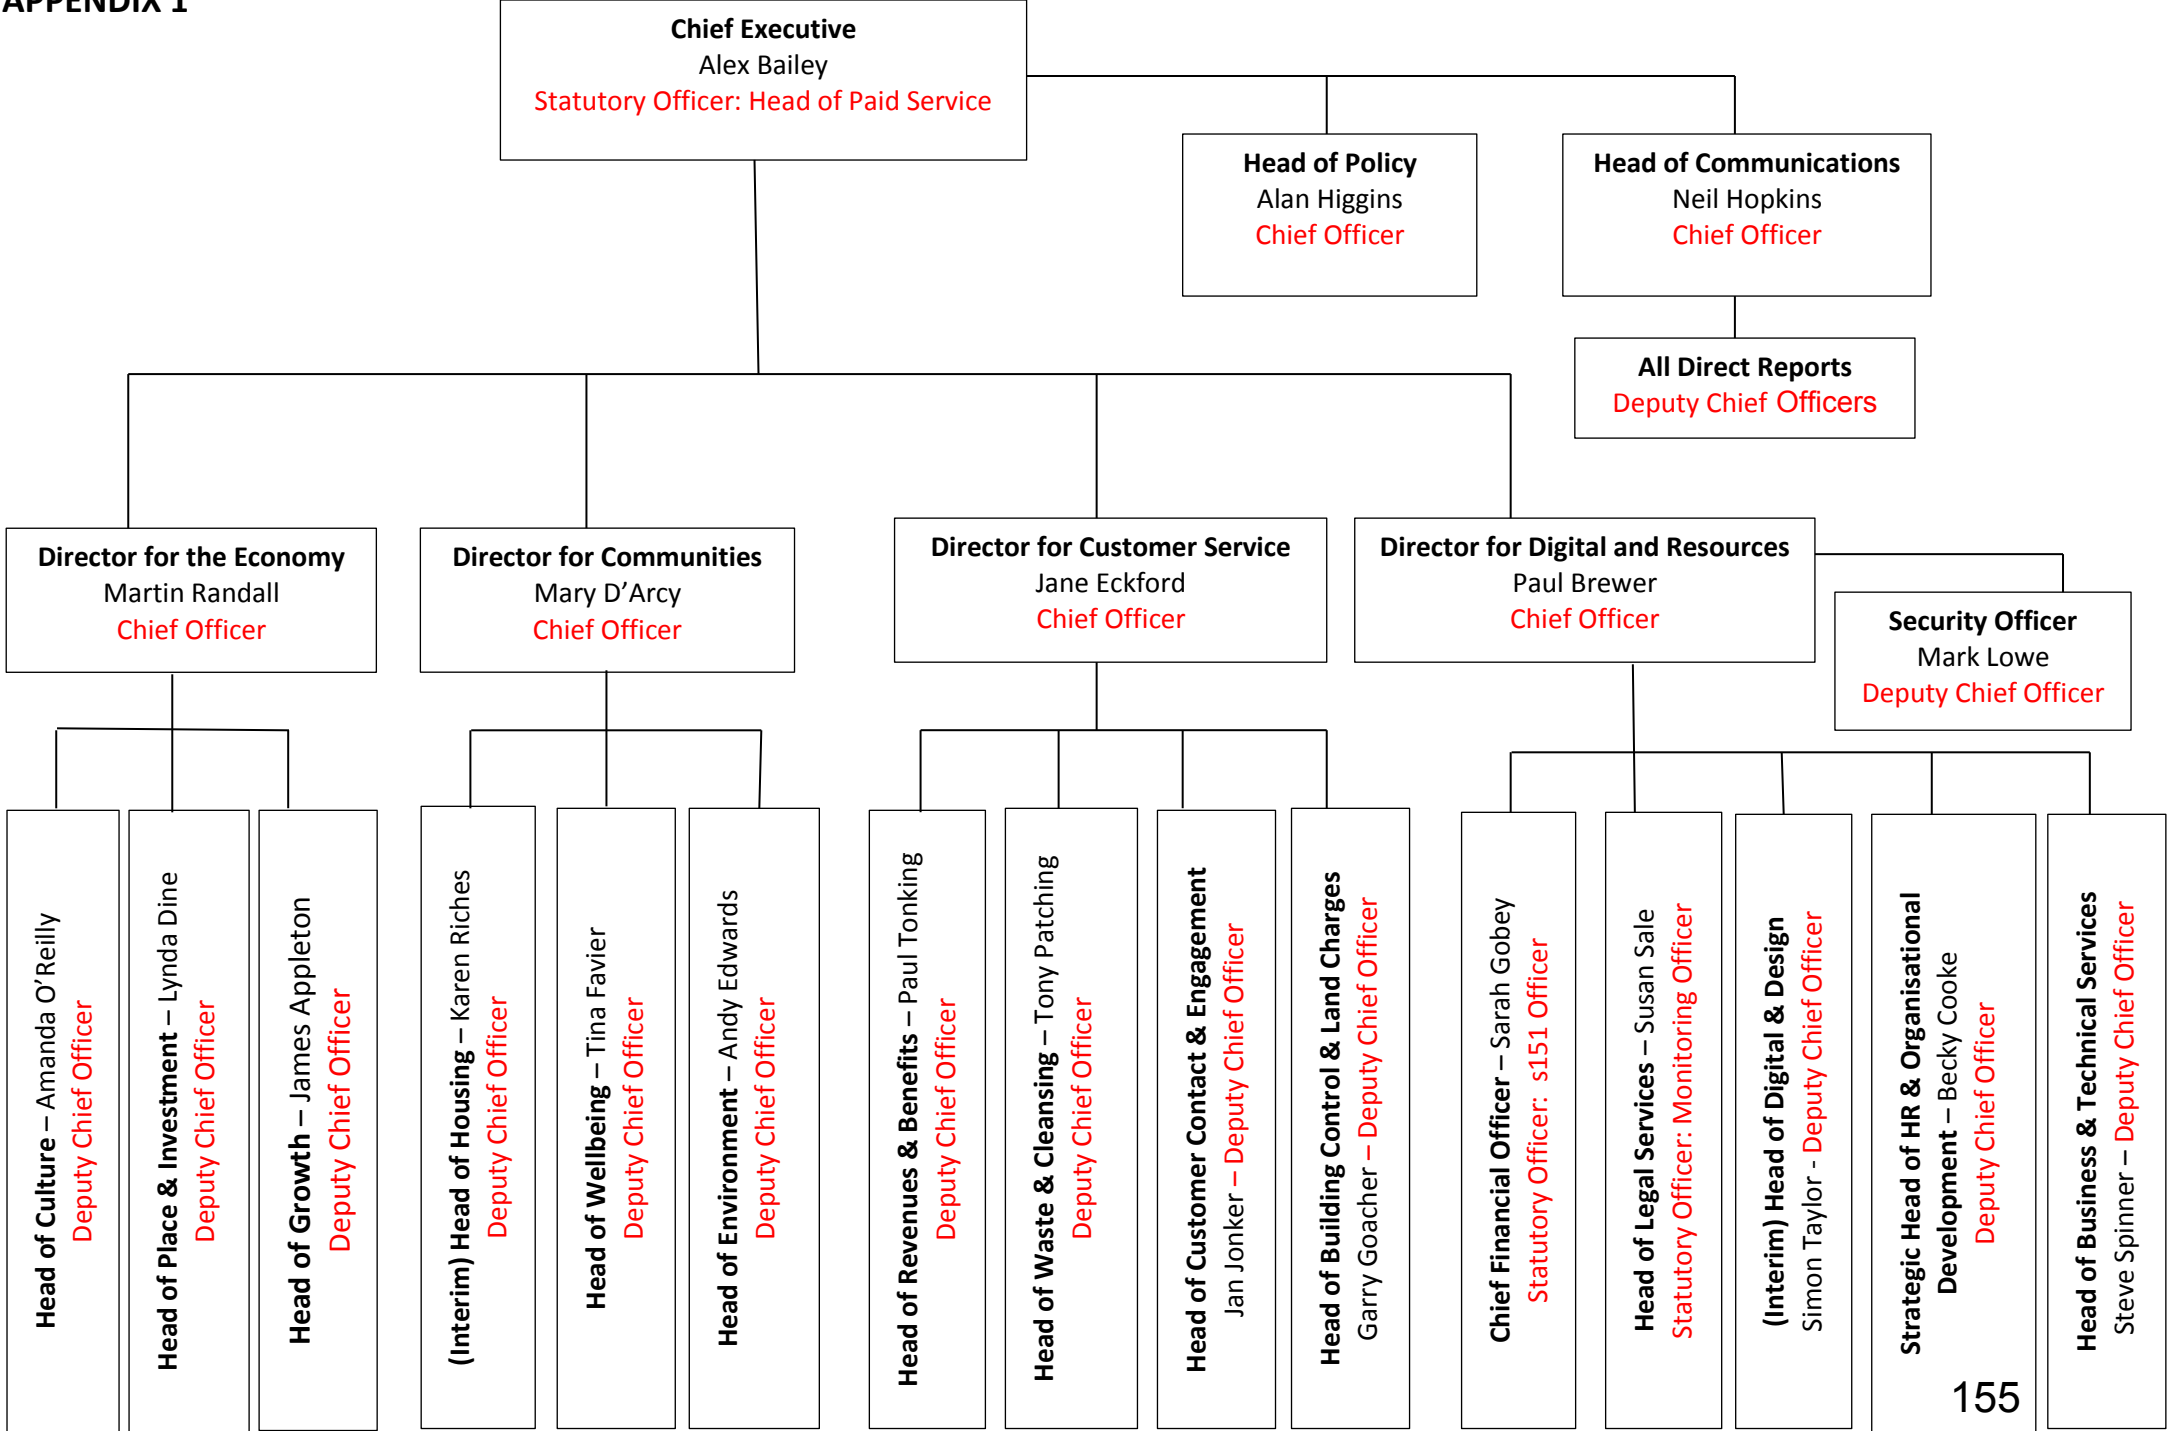 APPENDIX 1
Chief Executive
Alex Bailey
Statutory Officer: Head of Paid Service
Head of Policy
Alan Higgins
Chief Officer
Head of Communications
Neil Hopkins
Chief Officer
All Direct Reports
Deputy Chief Officers
Director for the Economy
Martin Randall
Chief Officer
Director for Communities
Mary D’Arcy
Chief Officer
Director for Customer Service
Jane Eckford
Chief Officer
Director for Digital and Resources
Paul Brewer
Chief Officer
Security Officer
Mark Lowe
Deputy Chief Officer
Head of Culture – Amanda O’Reilly
Deputy Chief Officer
Head of Place & Investment – Lynda Dine
Deputy Chief Officer
Head of Growth – James Appleton
Deputy Chief Officer
(Interim) Head of Housing – Karen Riches
Deputy Chief Officer
Head of Wellbeing – Tina Favier
Deputy Chief Officer
Head of Environment – Andy Edwards
Deputy Chief Officer
Head of Revenues & Benefits – Paul Tonking
Deputy Chief Officer
Head of Waste & Cleansing – Tony Patching
Deputy Chief Officer
Head of Customer Contact & Engagement
Jan Jonker – Deputy Chief Officer
Head of Building Control & Land Charges
Garry Goacher – Deputy Chief Officer
Chief Financial Officer – Sarah Gobey
Statutory Officer: s151 Officer
Head of Legal Services – Susan Sale
Statutory Officer: Monitoring Officer
(Interim) Head of Digital & Design
Simon Taylor - Deputy Chief Officer
Strategic Head of HR & Organisational
Development – Becky Cooke
Deputy Chief Officer
Head of Business & Technical Services
Steve Spinner – Deputy Chief Officer
155